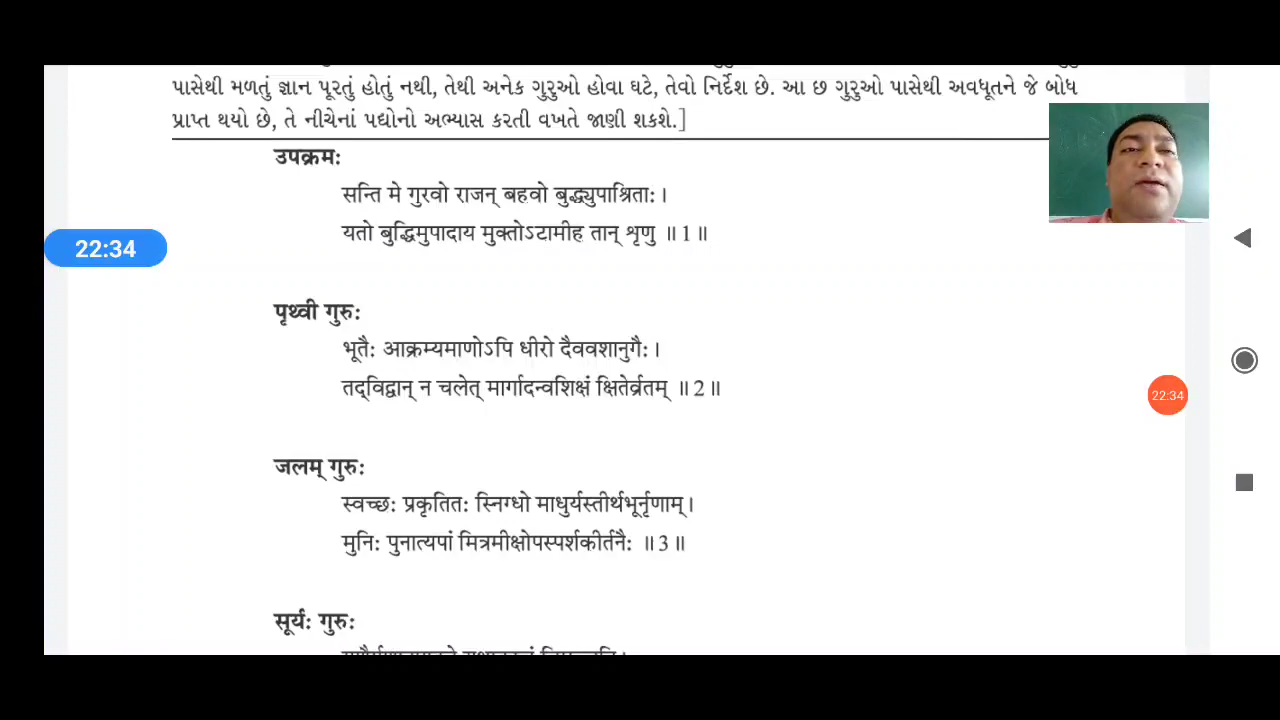 પાસેથી મળતું જ્ઞાન પૂરતું હોતું નથી, તેથી અનેક ગુરુઓ હોવા ઘટે, તેવો નિર્દેશ છે. આ છ ગુરુઓ પાસેથી અવધૂતને જે બોધ
પ્રાપ્ત થયો છે, તે નીચેનાં પદ્યોનો અભ્યાસ કરતી વખતે જાણી શકશે.]
उपक्रमः
सन्ति मे गुरवो राजन् बहवो बुद्ध्युपाश्रिताः।
यतो बुद्धिमुपादाय मुक्तोऽटामीह तान् शृणु ॥1॥
22:34
पृथ्वी गुरुः
भूतैः आक्रम्यमाणोऽपि धीरो दैववशानुगैः।
तद्विद्वान् न चलेत् मार्गादन्वशिक्षं क्षितेर्व्रतम् ॥2॥
22:34
जलम् गुरुः
स्वच्छः प्रकृतितः स्निग्धो माधुर्यस्तीर्थभूर्नृणाम्।
मुनिः पुनात्यपां मित्रमीक्षोपस्पर्शकीर्तनैः ॥3॥
सूर्यः गुरुः